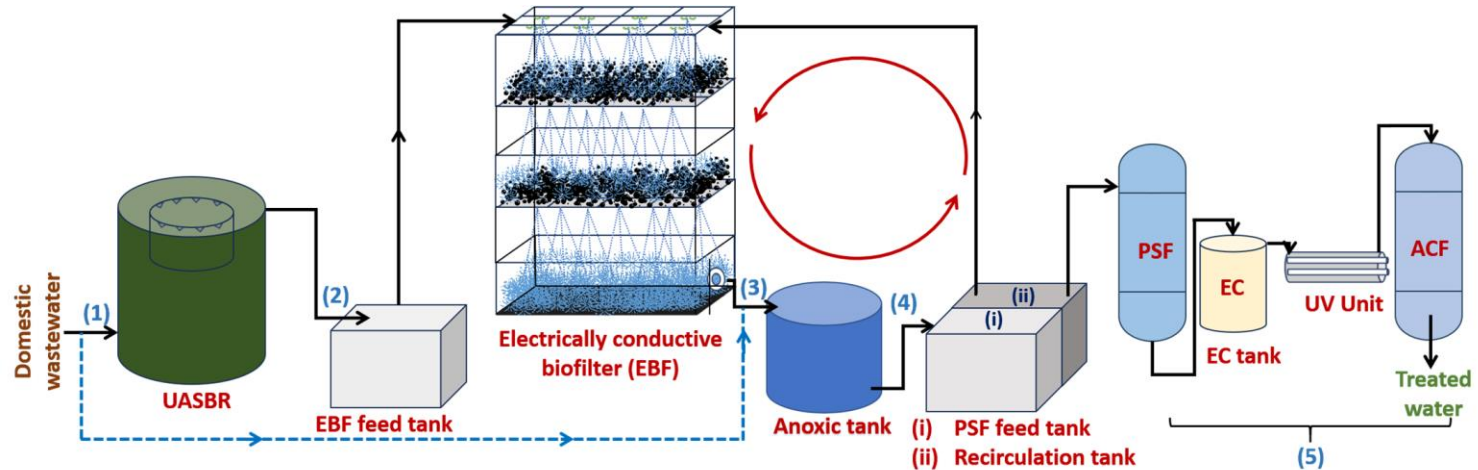 Domestic
wastewater
(1)
UASBR
(2)
EBF feed tank
Electrically conductive
biofilter (EBF)
(3)
Anoxic tank
(4)
(ii)
(i)
(i) PSF feed tank
(ii) Recirculation tank
PSF
EC
EC tank
UV Unit
ACF
Treated
water
(5)